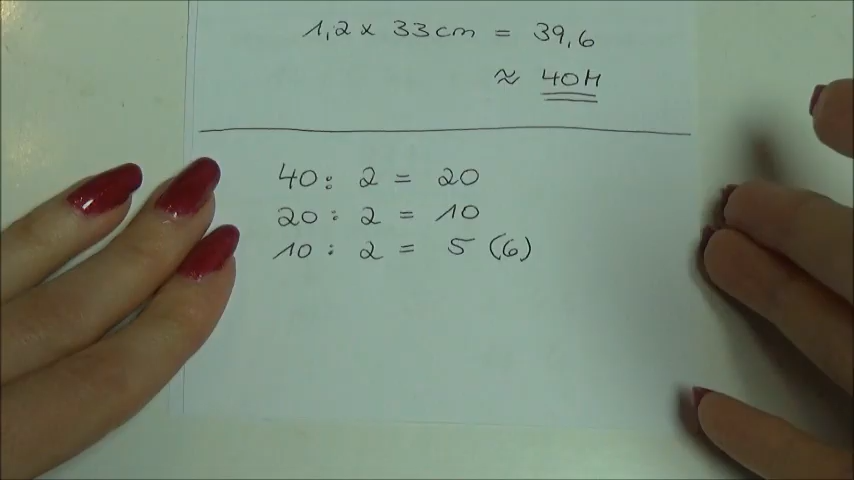 1,2 x 33cm = 39,6
≈ 40M
40 : 2 = 20
20 : 2 = 10
10 : 2 = 5 (6)